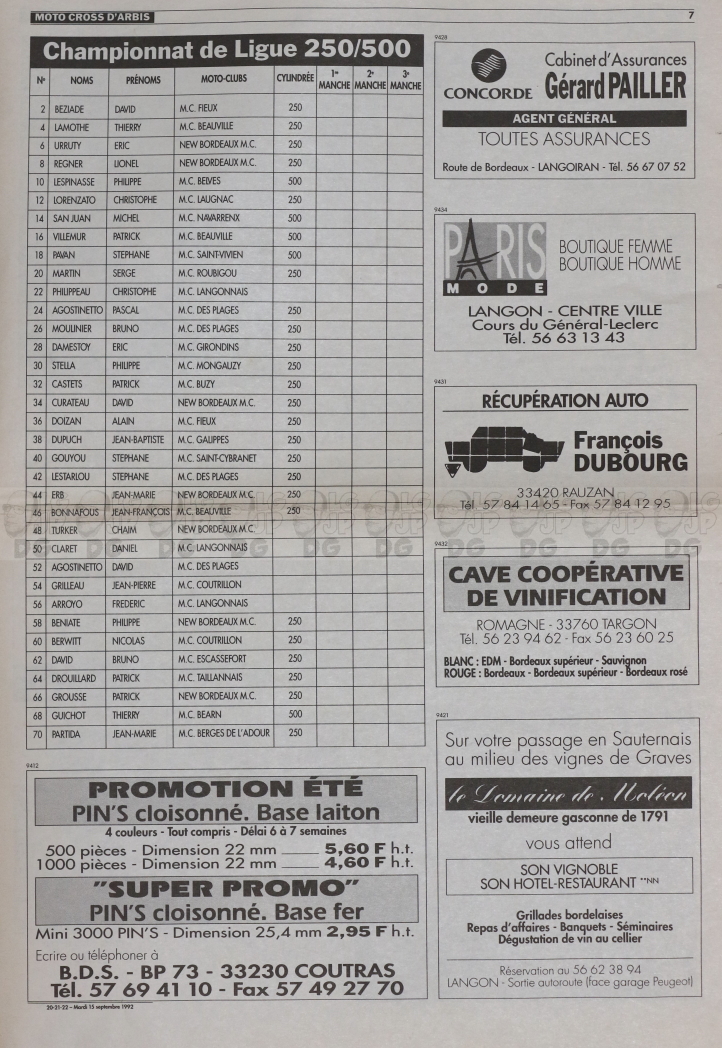 MOTO CROSS D'ARBIS
7
Championnat de Ligue 250/500
N° NOMS PRÉNOMS MOTO-CLUBS CYLINDRÉE 1re MANCHE 2e MANCHE 3e MANCHE
2 BEZIADE DAVID M.C. FIEUX 250
4 LAMOTHE THIERRY M.C. BEAUVILLE 250
6 URRUTY ERIC NEW BORDEAUX M.C. 250
8 REGNER LIONEL NEW BORDEAUX M.C. 250
10 LESPINASSE PHILIPPE M.C. BELVES 500
12 LORENZATO CHRISTOPHE M.C. LAUGNAC 250
14 SAN JUAN MICHEL M.C. NAVARRENX 500
16 VILLEMUR PATRICK M.C. BEAUVILLE 500
18 PAVAN STEPHANE M.C. SAINT-VIVIEN 500
20 MARTIN SERGE M.C. ROUBIGOU 250
22 PHILIPPEAU CHRISTOPHE M.C. LANGONNAIS
24 AGOSTINETTO PASCAL M.C. DES PLAGES 250
26 MOULINIER BRUNO M.C. DES PLAGES 250
28 DAMESTOY ERIC M.C. GIRONDINS 250
30 STELLA PHILIPPE M.C. MONGAUZY 250
32 CASTETS PATRICK M.C. BUZY 250
34 CURATEAU DAVID NEW BORDEAUX M.C. 250
36 DOIZAN ALAIN M.C. FIEUX 250
38 DUPUCH JEAN-BAPTISTE M.C. GALIPPES 250
40 GOUYOU STEPHANE M.C. SAINT-CYBRANET 250
42 LESTARLOU STEPHANE M.C. DES PLAGES 250
44 ERB JEAN-MARIE NEW BORDEAUX M.C. 250
46 BONNAFOUS JEAN-FRANÇOIS M.C. BEAUVILLE 250
48 TURKER CHAIM NEW BORDEAUX M.C.
50 CLARET DANIEL M.C. LANGONNAIS
52 AGOSTINETTO DAVID M.C. DES PLAGES
54 GRILLEAU JEAN-PIERRE M.C. COUTRILLON
56 ARROYO FREDERIC M.C. LANGONNAIS
58 BENIATE PHILIPPE NEW BORDEAUX M.C. 250
60 BERWITT NICOLAS M.C. COUTRILLON 250
62 DAVID BRUNO M.C. ESCASSEFORT 250
64 DROUILLARD PATRICK M.C. TAILLANNAIS 250
66 GROUSSE PATRICK NEW BORDEAUX M.C. 250
68 GUICHOT THIERRY M.C. BEARN 500
70 PARTIDA JEAN-MARIE M.C. BERGES DE L'ADOUR 250
9412
PROMOTION ÉTÉ
PIN'S cloisonné. Base laiton
4 couleurs - Tout compris - Délai 6 à 7 semaines
500 pièces - Dimension 22 mm 5,60 F h.t.
1000 pièces - Dimension 22 mm 4,60 F h.t.
"SUPER PROMO"
PIN'S cloisonné. Base fer
Mini 3000 PIN'S - Dimension 25,4 mm 2,95 F h.t.
Ecrire ou téléphoner à
B.D.S. - BP 73 - 33230 COUTRAS
Tél. 57 69 41 10 - Fax 57 49 27 70
20-21-22 – Mardi 15 septembre 1992
9428
CONCORDE
Cabinet d'Assurances
Gérard PAILLER
AGENT GÉNÉRAL
TOUTES ASSURANCES
Route de Bordeaux - LANGOIRAN - Tél. 56 67 07 52
9434
PARIS
MODE
BOUTIQUE FEMME
BOUTIQUE HOMME
LANGON - CENTRE VILLE
Cours du Général-Leclerc
Tél. 56 63 13 43
9431
RÉCUPÉRATION AUTO
François
DUBOURG
33420 RAUZAN
Tél. 57 84 14 65 - Fax 57 84 12 95
9432
CAVE COOPÉRATIVE
DE VINIFICATION
ROMAGNE - 33760 TARGON
Tél. 56 23 94 62 - Fax 56 23 60 25
BLANC : EDM - Bordeaux supérieur - Sauvignon
ROUGE : Bordeaux - Bordeaux supérieur - Bordeaux rosé
9421
Sur votre passage en Sauternais
au milieu des vignes de Graves
le Domaine de Moléon
vieille demeure gasconne de 1791
vous attend
SON VIGNOBLE
SON HOTEL-RESTAURANT **NN
Grillades bordelaises
Repas d'affaires - Banquets - Séminaires
Dégustation de vin au cellier
Réservation au 56 62 38 94
LANGON - Sortie autoroute (face garage Peugeot)